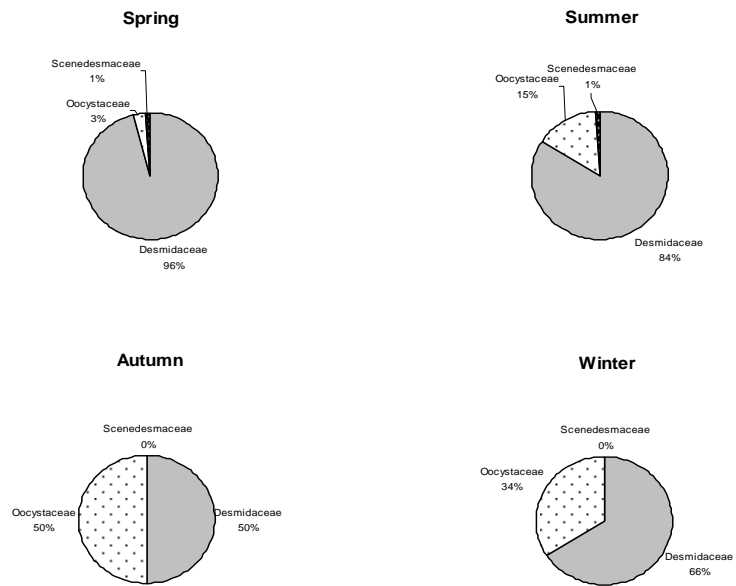 Spring
Scenedesmaceae
1%
Oocystaceae
3%
Desmidaceae
96%
Summer
Scenedesmaceae
1%
Oocystaceae
15%
Desmidaceae
84%
Autumn
Scenedesmaceae
0%
Oocystaceae
50%
Desmidaceae
50%
Winter
Scenedesmaceae
0%
Oocystaceae
34%
Desmidaceae
66%